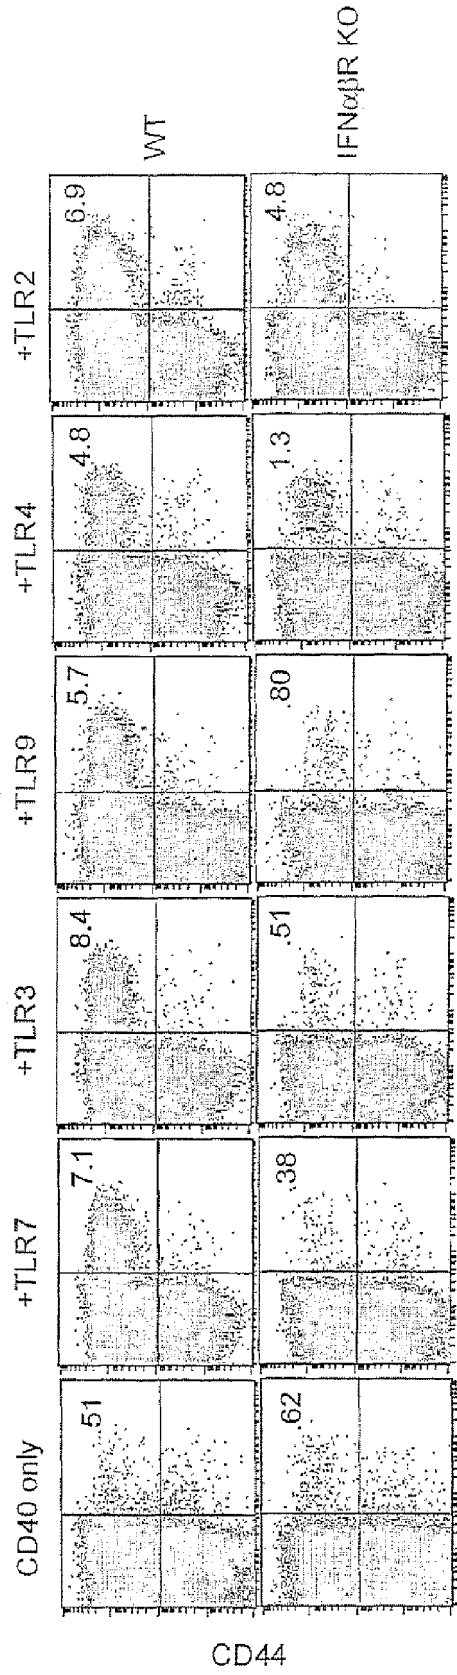 CD40 only +TLR7 +TLR3 +TLR9 +TLR4 +TLR2
.51 7.1 8.4 5.7 4.8 6.9
WT
.62 .38 .51 .80 1.3 4.8
IFNαβR KO
CD44